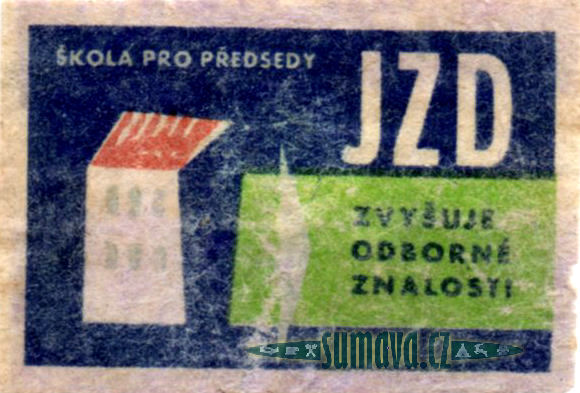 ŠKOLA PRO PŘEDSEDY
JZD
ZVYŠUJE
ODBORNÉ
ZNALOSTI
sumava.cz